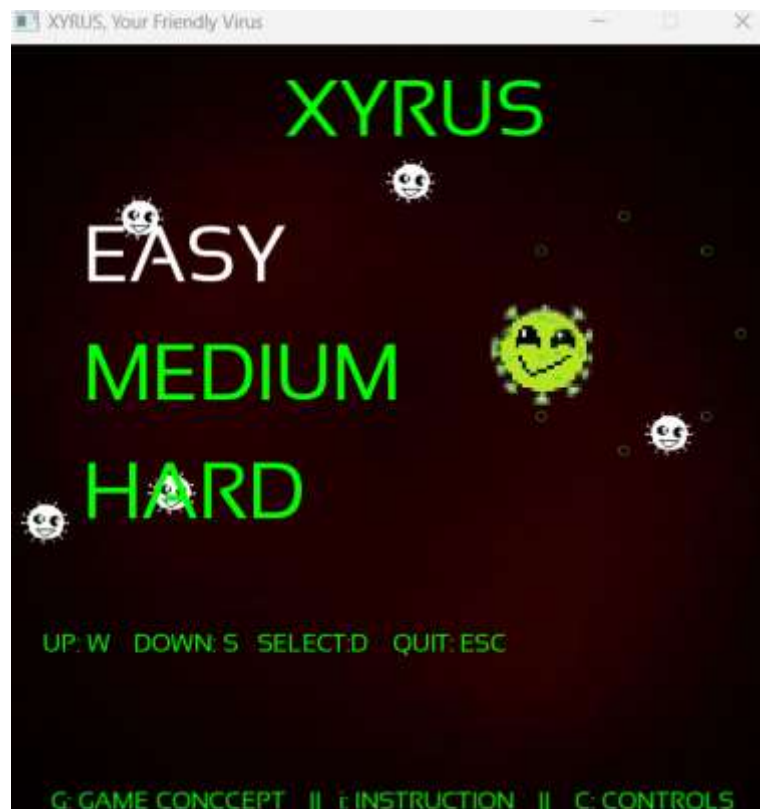 XYRUS, Your Friendly Virus
XYRUS
EASY
MEDIUM
HARD
UP: W DOWN: S SELECT:D QUIT: ESC
G: GAME CONCCEPT || i: INSTRUCTION || C: CONTROLS